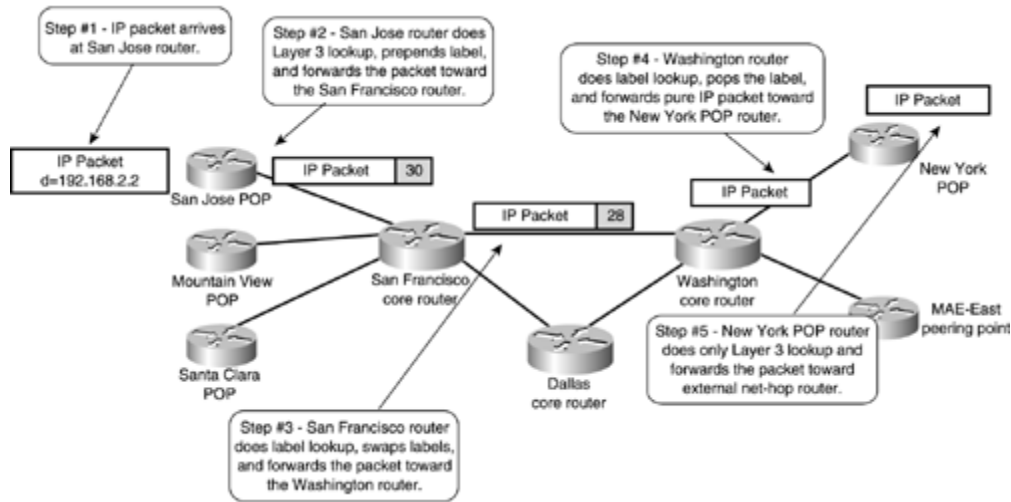 Step #1 - IP packet arrives
at San Jose router.
Step #2 - San Jose router does
Layer 3 lookup, prepends label,
and forwards the packet toward
the San Francisco router.
Step #4 - Washington router
does label lookup, pops the label,
and forwards pure IP packet toward
the New York POP router.
IP Packet
IP Packet
d=192.168.2.2
San Jose POP
IP Packet 30
New York
POP
IP Packet
IP Packet 28
Mountain View
POP
San Francisco
core router
Washington
core router
MAE-East
peering point
Santa Clara
POP
Dallas
core router
Step #5 - New York POP router
does only Layer 3 lookup and
forwards the packet toward
external net-hop router.
Step #3 - San Francisco router
does label lookup, swaps labels,
and forwards the packet toward
the Washington router.